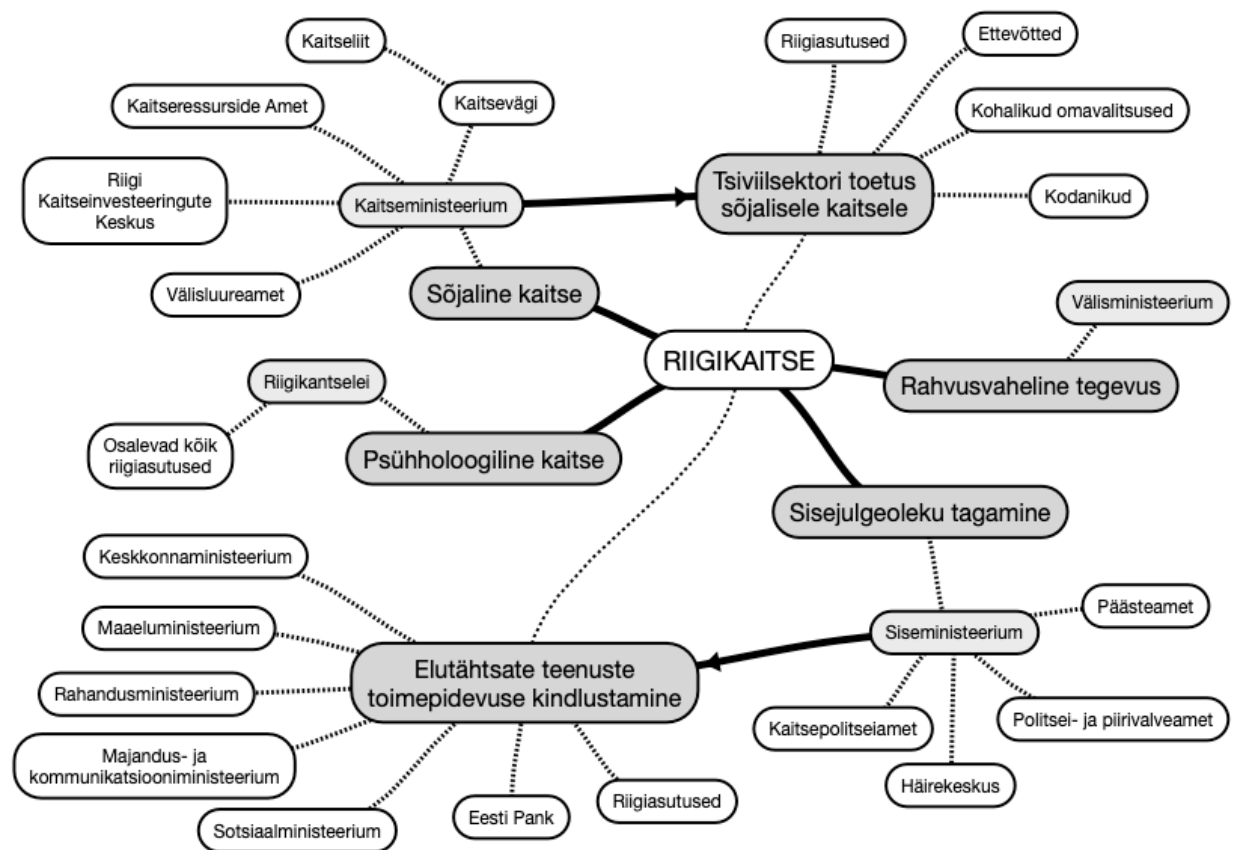 Kaitseliit
Riigiasutused
Ettevõtted
Kaitseressursside Amet
Kaitsevägi
Kohalikud omavalitsused
Riigi
Kaitseinvesteeringute
Keskus
Kaitseministeerium
Tsiviilsektori toetus
sõjalisele kaitsele
Kodanikud
Välisluureamet
Sõjaline kaitse
Välisministeerium
RIIGIKAITSE
Riigikantselei
Rahvusvaheline tegevus
Osalevad kõik
riigiasutused
Psühholoogiline kaitse
Sisejulgeoleku tagamine
Keskkonnaministeerium
Päästeamet
Maaeluministeerium
Siseministeerium
Elutähtsate teenuste
toimepidevuse kindlustamine
Rahandusministeerium
Politsei- ja piirivalveamet
Kaitsepolitseiamet
Majandus- ja
kommunikatsiooniministeerium
Häirekeskus
Riigiasutused
Eesti Pank
Sotsiaalministeerium